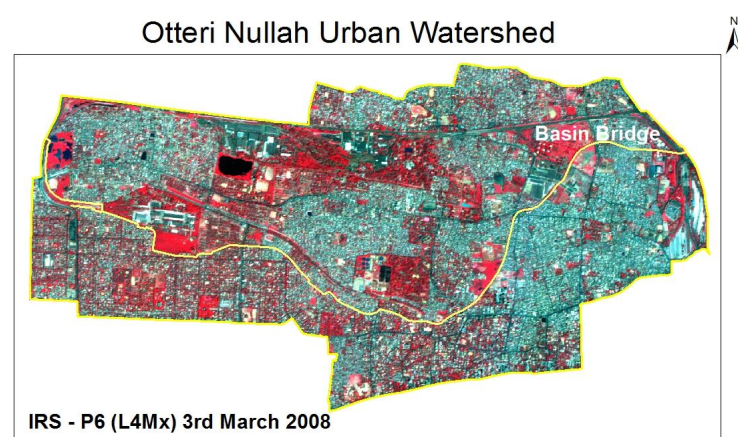 Otteri Nullah Urban Watershed
N
Basin Bridge
IRS - P6 (L4Mx) 3rd March 2008